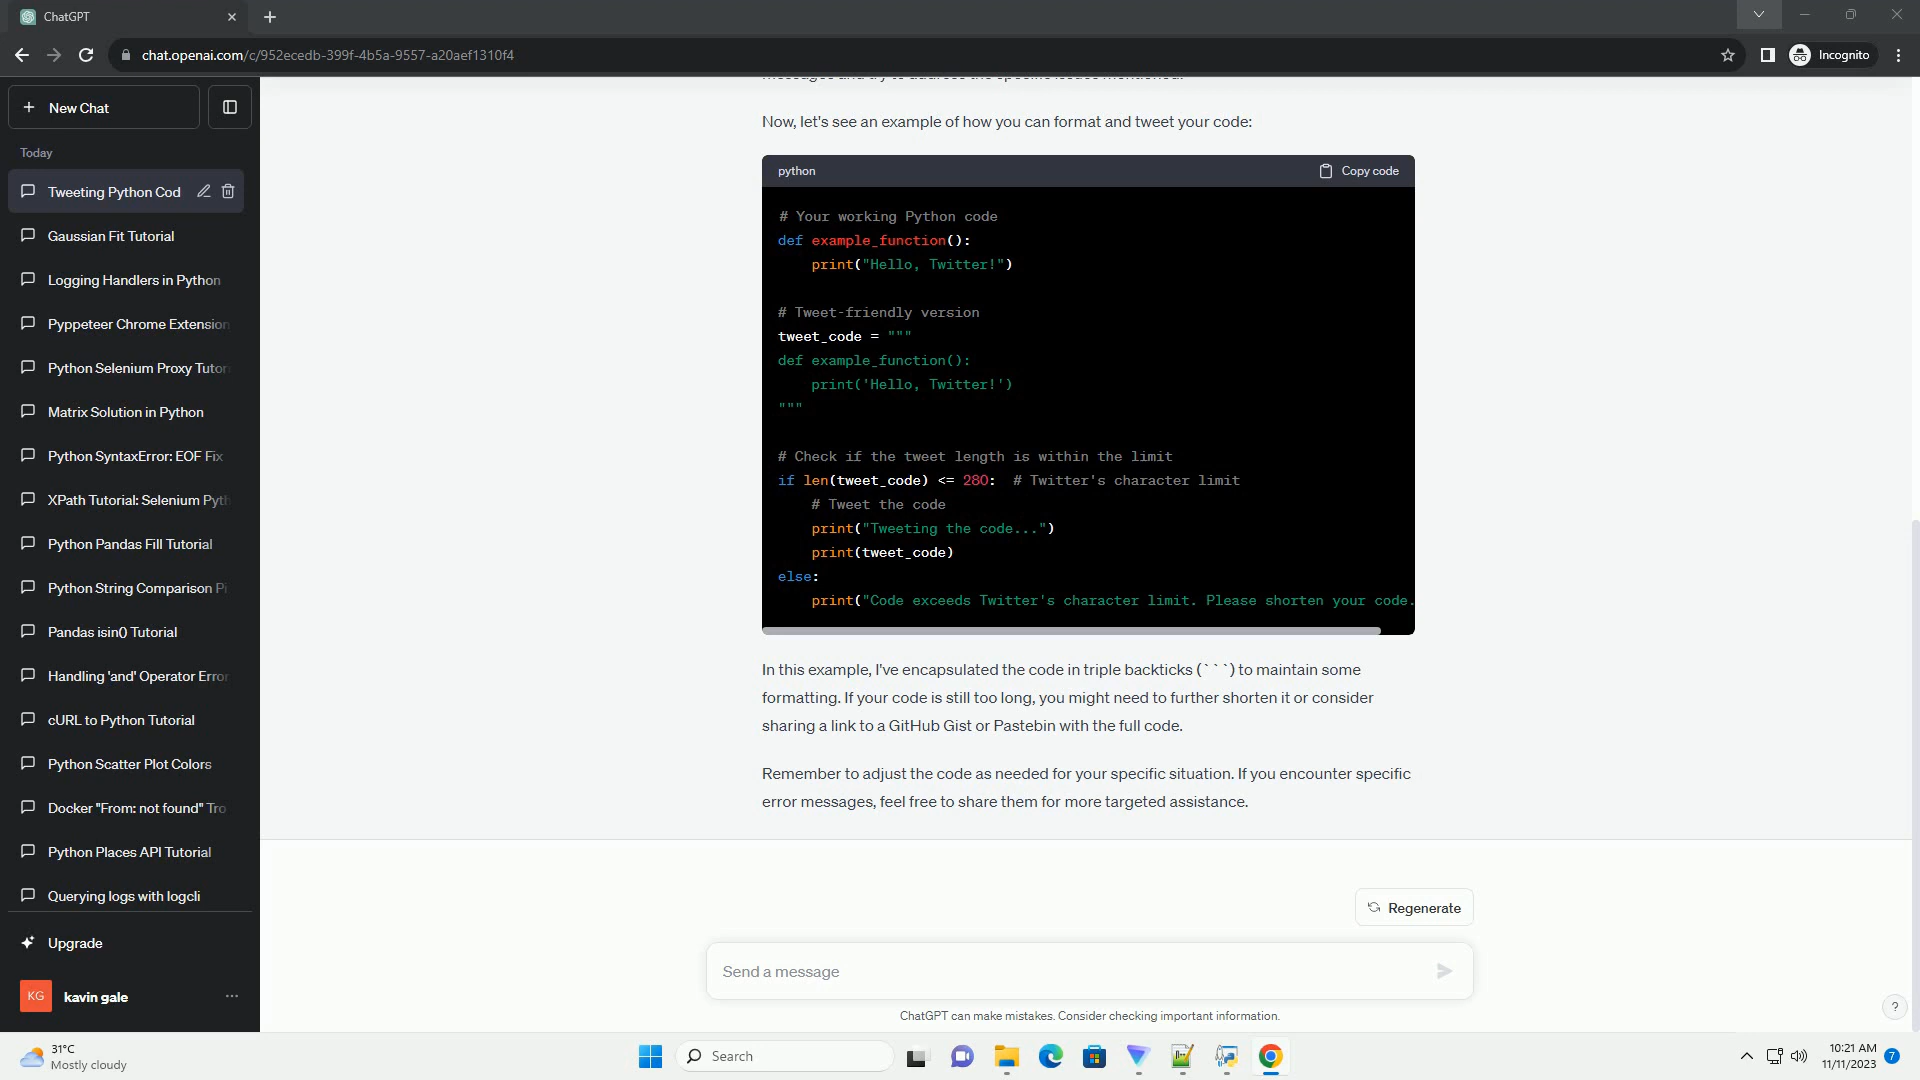 ChatGPT
chat.openai.com/c/952ecedb-399f-4b5a-9557-a20aef1310f4
Incognito
New Chat
Today
Tweeting Python Cod
Gaussian Fit Tutorial
Logging Handlers in Python
Pyppeteer Chrome Extension
Python Selenium Proxy Tutor
Matrix Solution in Python
Python SyntaxError: EOF Fix
XPath Tutorial: Selenium Pyth
Python Pandas Fill Tutorial
Python String Comparison Pi
Pandas isin() Tutorial
Handling 'and' Operator Error
cURL to Python Tutorial
Python Scatter Plot Colors
Docker "From: not found" Tro
Python Places API Tutorial
Querying logs with logcli
Upgrade
KG kavin gale
Now, let's see an example of how you can format and tweet your code:
python Copy code
# Your working Python code
def example_function():
    print("Hello, Twitter!")
# Tweet-friendly version
tweet_code = """
def example_function():
    print('Hello, Twitter!')
"""
# Check if the tweet length is within the limit
if len(tweet_code) <= 280:  # Twitter's character limit
    # Tweet the code
    print("Tweeting the code...")
    print(tweet_code)
else:
    print("Code exceeds Twitter's character limit. Please shorten your code.
In this example, I've encapsulated the code in triple backticks (```) to maintain some
formatting. If your code is still too long, you might need to further shorten it or consider
sharing a link to a GitHub Gist or Pastebin with the full code.
Remember to adjust the code as needed for your specific situation. If you encounter specific
error messages, feel free to share them for more targeted assistance.
Regenerate
Send a message
ChatGPT can make mistakes. Consider checking important information.
?
31°C
Mostly cloudy
Search
10:21 AM
11/11/2023
7